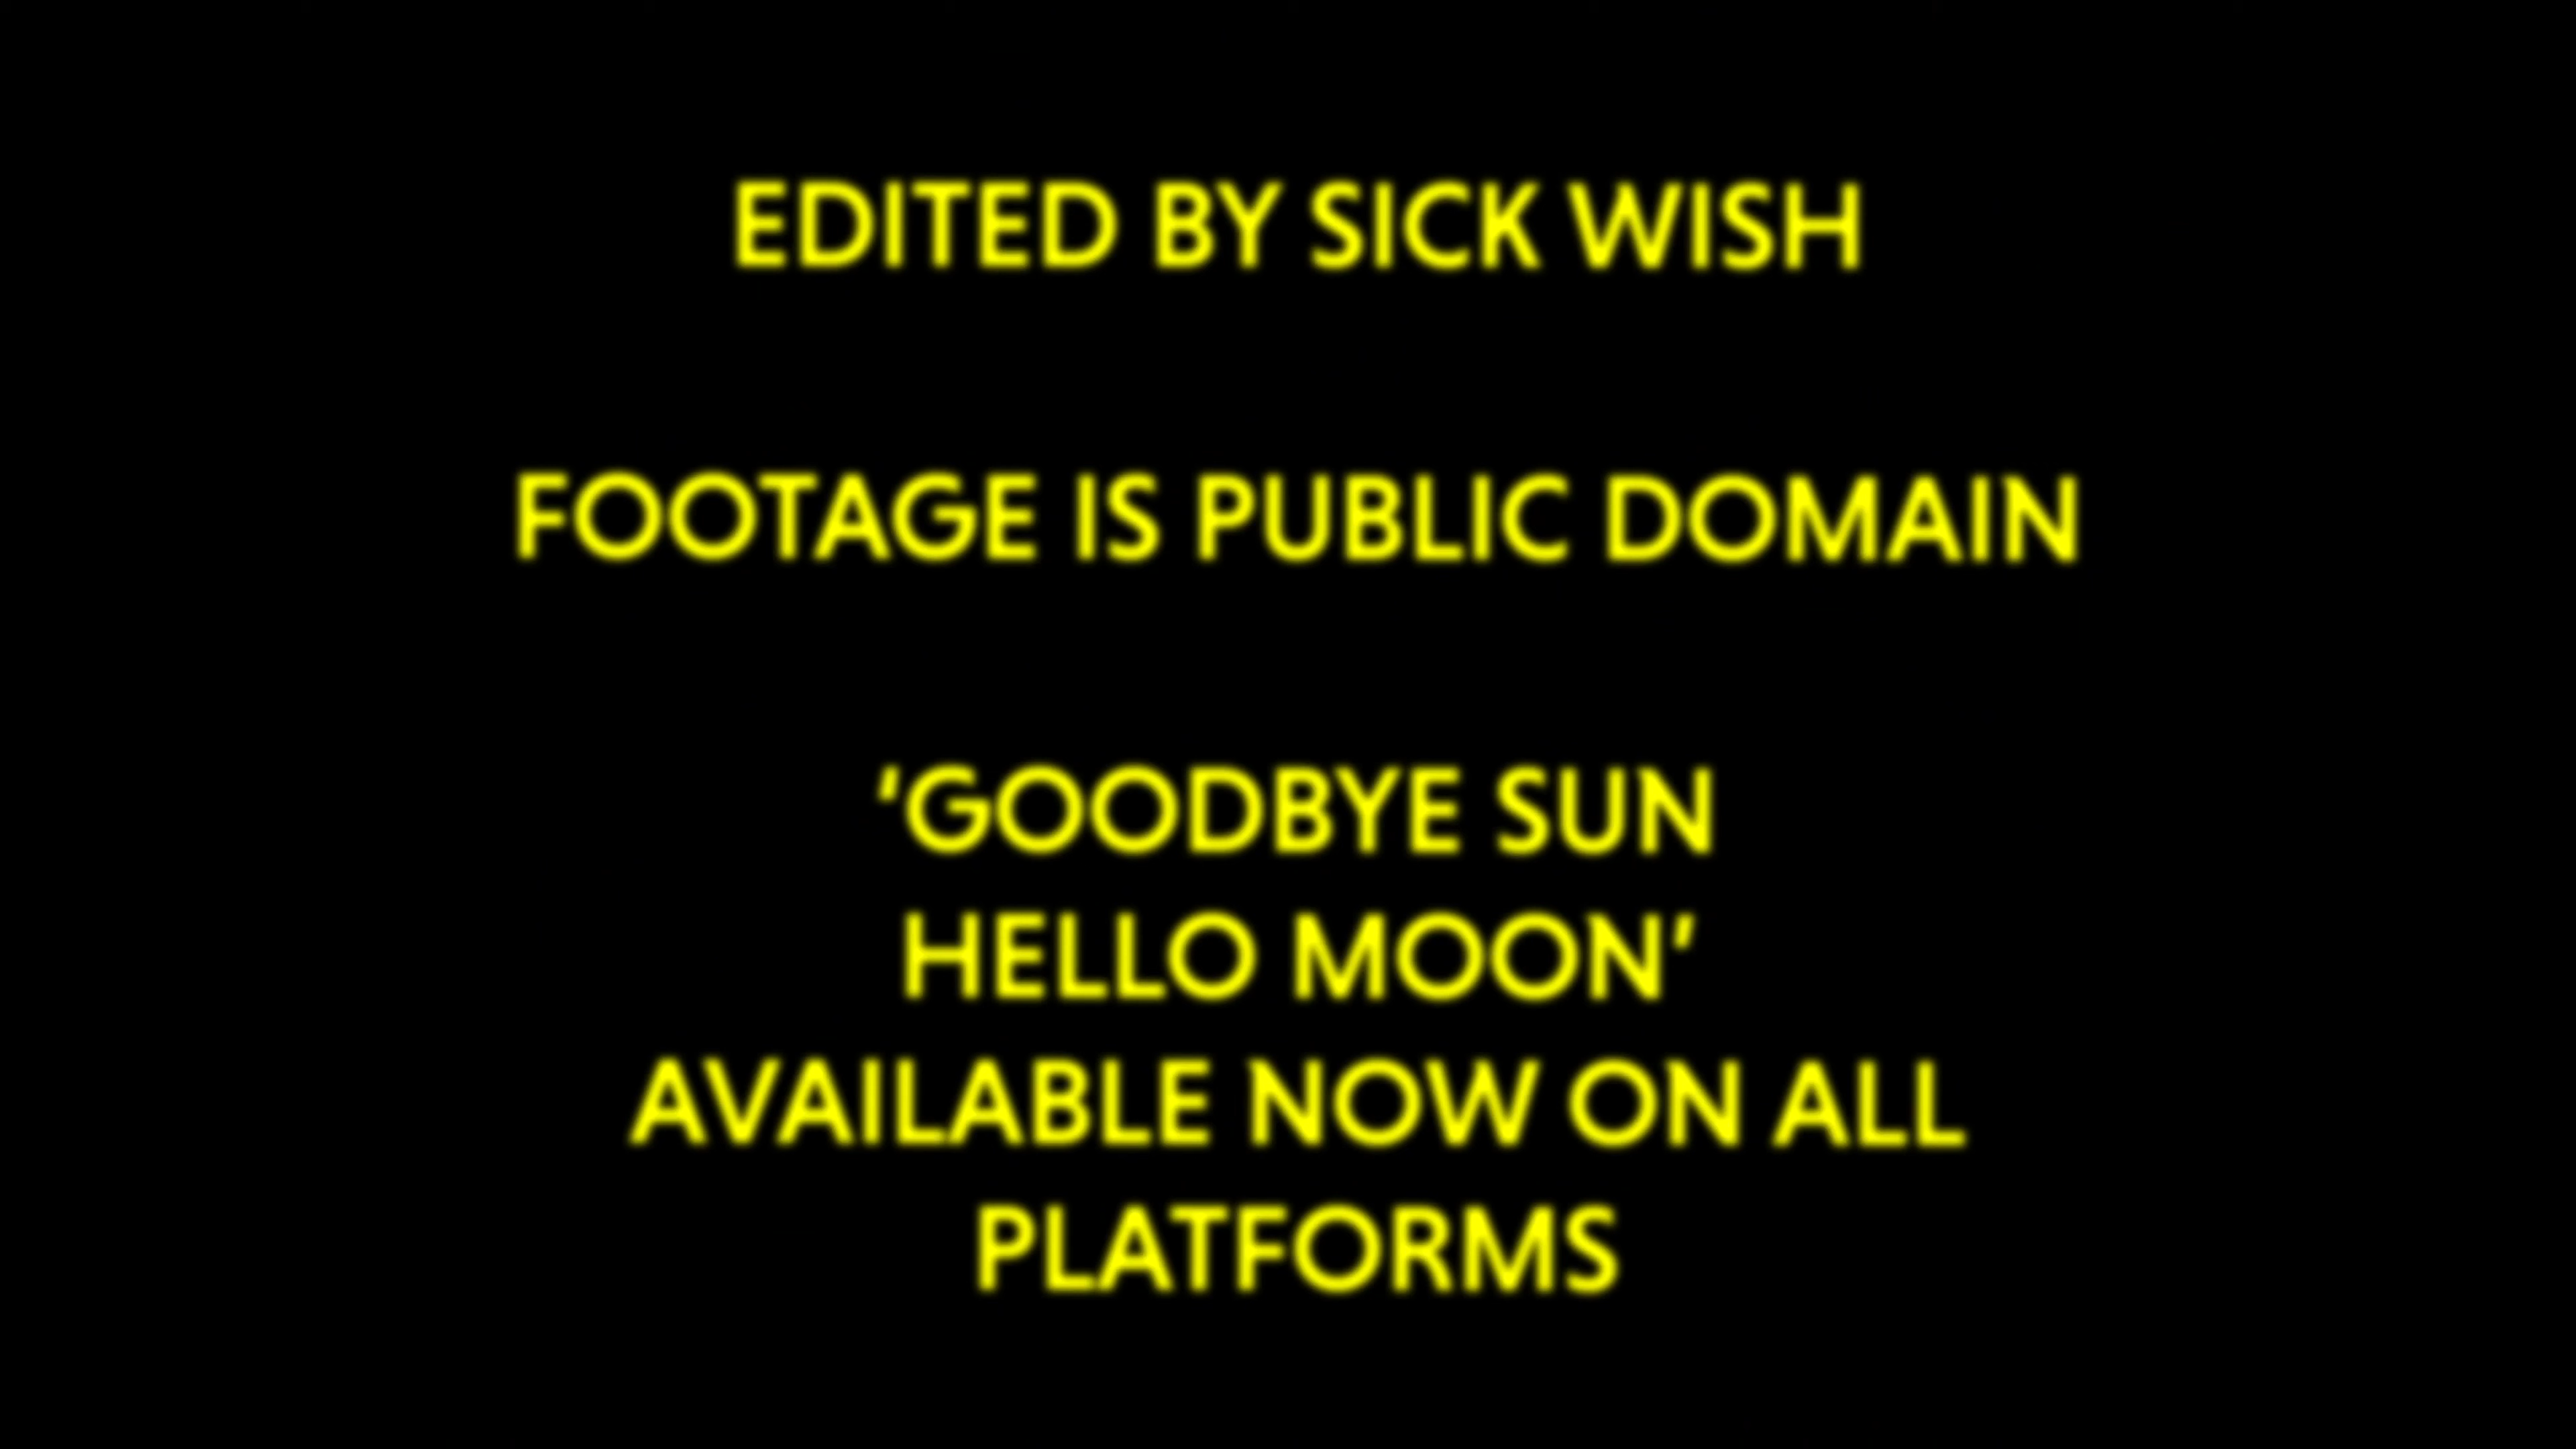 EDITED BY SICK WISH
FOOTAGE IS PUBLIC DOMAIN
‘GOODBYE SUN
HELLO MOON’
AVAILABLE NOW ON ALL
PLATFORMS